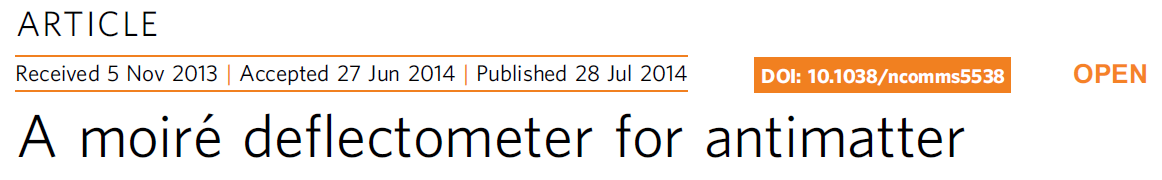 ARTICLE
Received 5 Nov 2013 | Accepted 27 Jun 2014 | Published 28 Jul 2014
DOI: 10.1038/ncomms5538
OPEN
A moiré deflectometer for antimatter